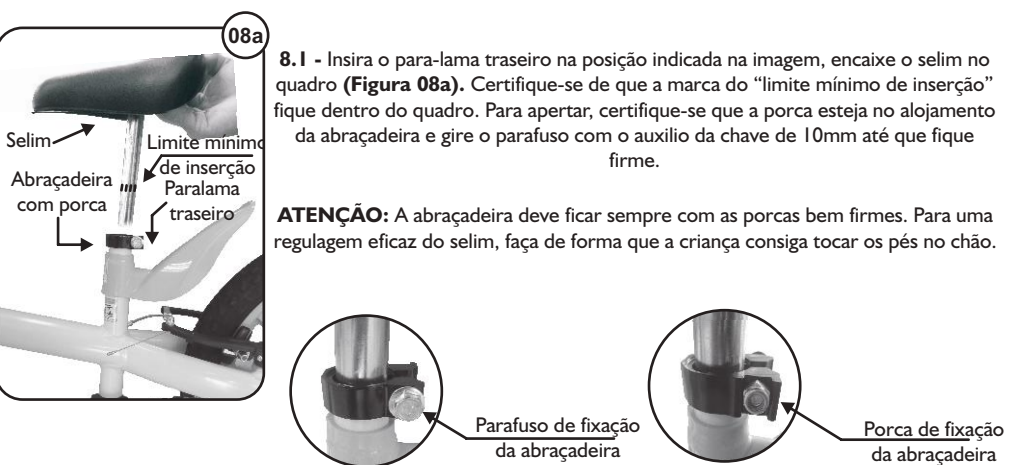 08a
8.1 - Insira o para-lama traseiro na posição indicada na imagem, encaixe o selim no
quadro (Figura 08a). Certifique-se de que a marca do “limite mínimo de inserção”
fique dentro do quadro. Para apertar, certifique-se que a porca esteja no alojamento
da abraçadeira e gire o parafuso com o auxilio da chave de 10mm até que fique
firme.
ATENÇÃO: A abraçadeira deve ficar sempre com as porcas bem firmes. Para uma
regulagem eficaz do selim, faça de forma que a criança consiga tocar os pés no chão.
Selim
Limite mínimo
de inserção
Abraçadeira
com porca
Paralama
traseiro
Parafuso de fixação
da abraçadeira
Porca de fixação
da abraçadeira